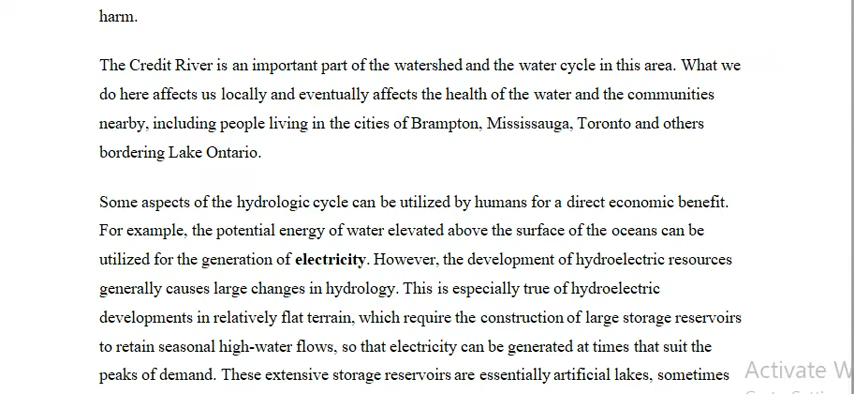 harm.
The Credit River is an important part of the watershed and the water cycle in this area. What we
do here affects us locally and eventually affects the health of the water and the communities
nearby, including people living in the cities of Brampton, Mississauga, Toronto and others
bordering Lake Ontario.
Some aspects of the hydrologic cycle can be utilized by humans for a direct economic benefit.
For example, the potential energy of water elevated above the surface of the oceans can be
utilized for the generation of electricity. However, the development of hydroelectric resources
generally causes large changes in hydrology. This is especially true of hydroelectric
developments in relatively flat terrain, which require the construction of large storage reservoirs
to retain seasonal high-water flows, so that electricity can be generated at times that suit the
peaks of demand. These extensive storage reservoirs are essentially artificial lakes, sometimes
Activate W